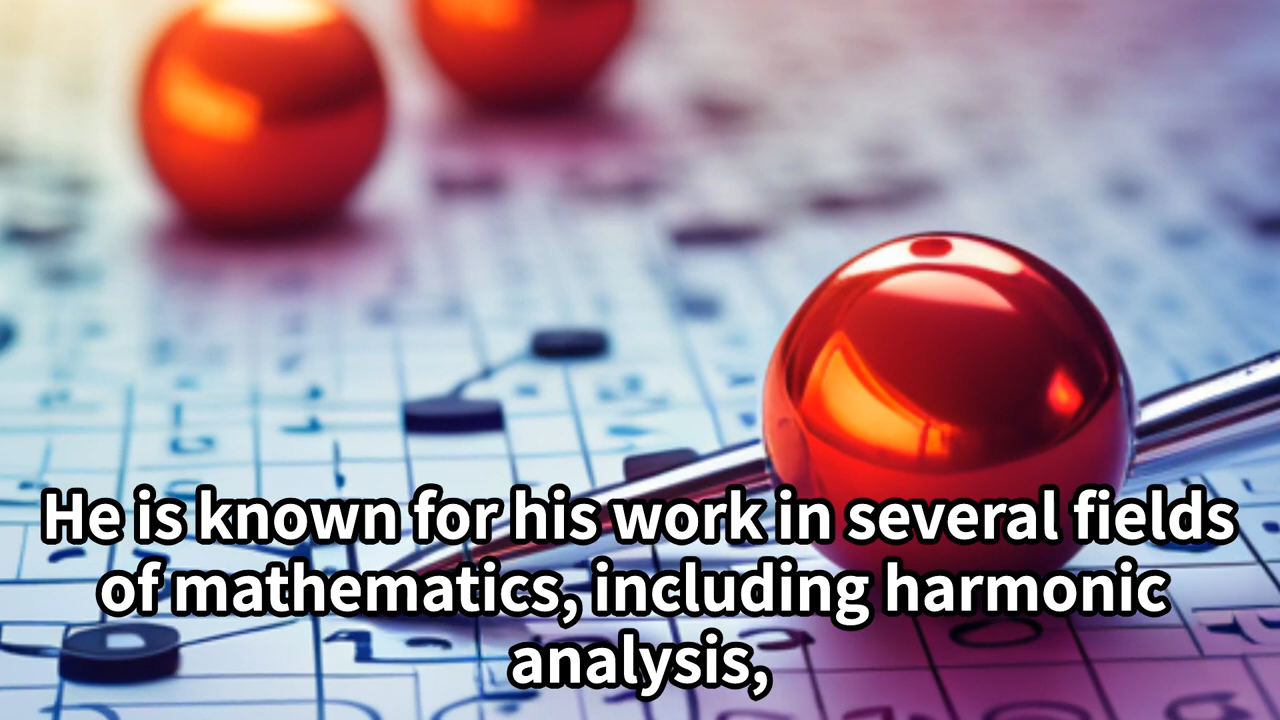 He is known for his work in several fields
of mathematics, including harmonic
analysis,